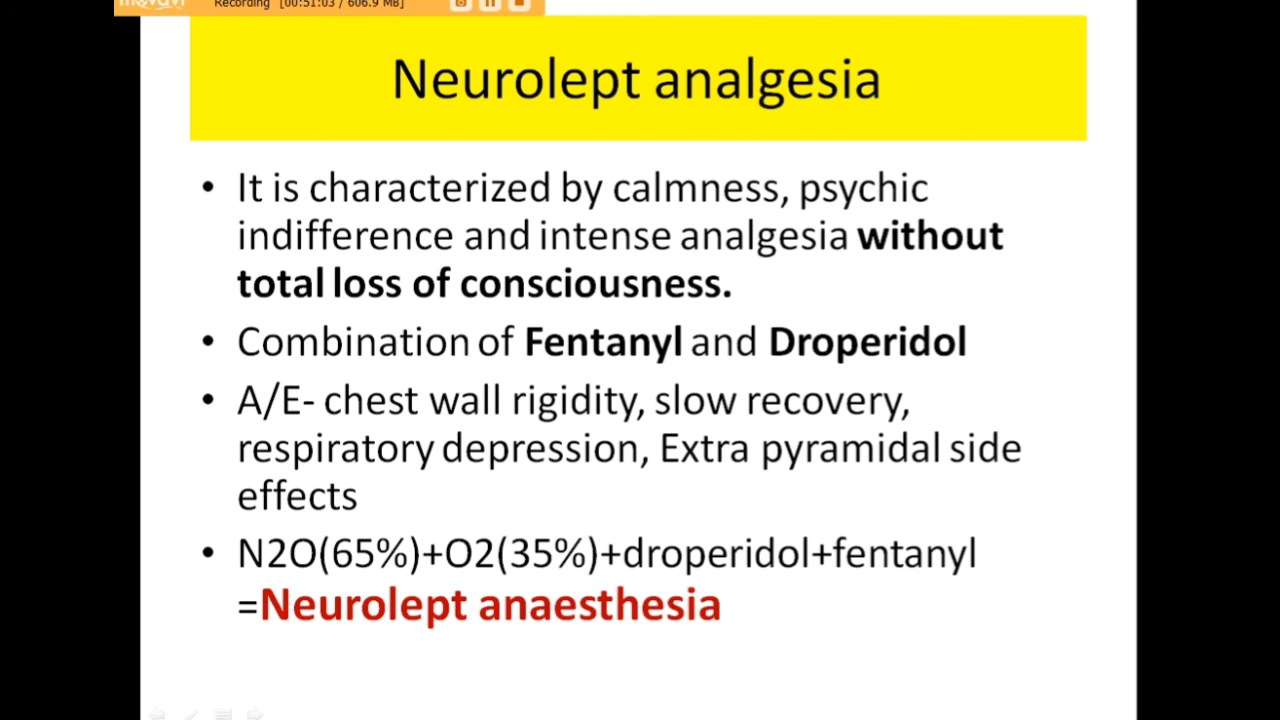 Recording [00:51:03 / 606.9 MB]
Neurolept analgesia
• It is characterized by calmness, psychic
indifference and intense analgesia without
total loss of consciousness.
• Combination of Fentanyl and Droperidol
• A/E- chest wall rigidity, slow recovery,
respiratory depression, Extra pyramidal side
effects
• N2O(65%)+O2(35%)+droperidol+fentanyl
=Neurolept anaesthesia